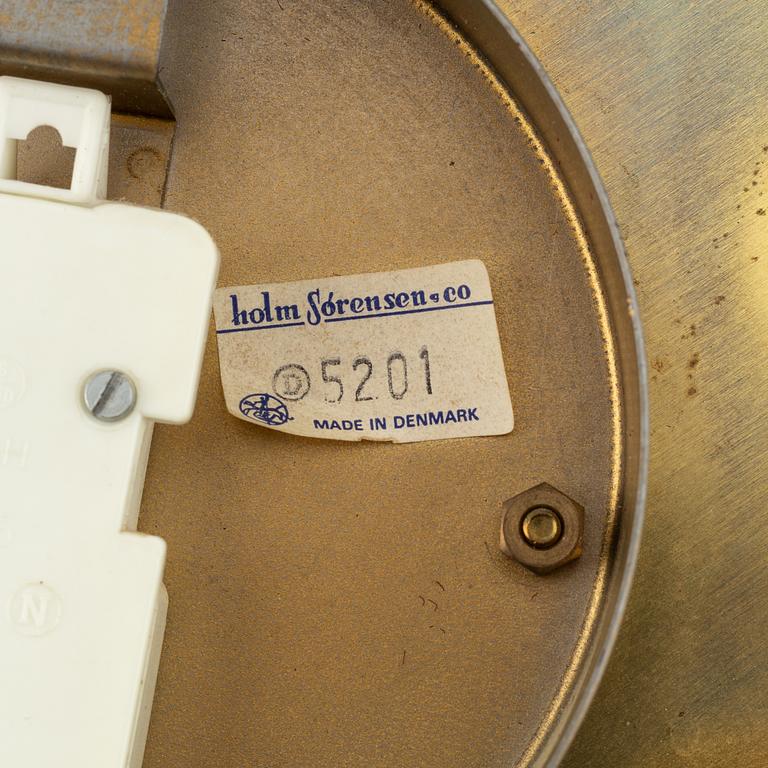 holm Sørensen & co
Ⓓ 5201
MADE IN DENMARK
N